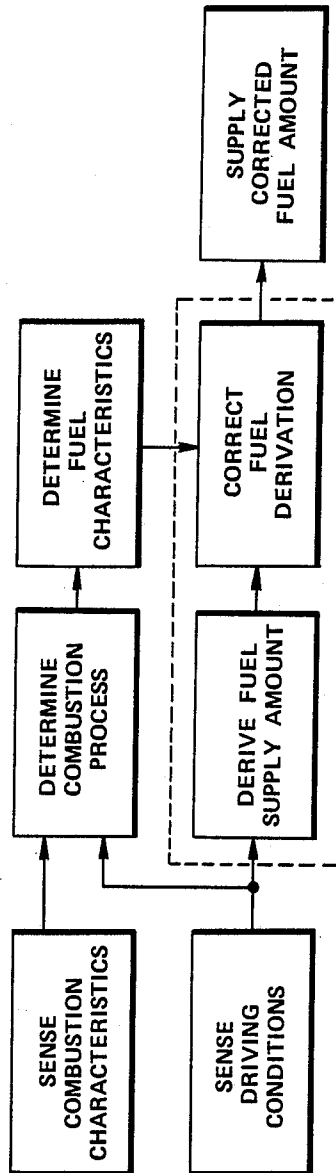 SENSE
COMBUSTION
CHARACTERISTICS
DETERMINE
COMBUSTION
PROCESS
DETERMINE
FUEL
CHARACTERISTICS
SENSE
DRIVING
CONDITIONS
DERIVE FUEL
SUPPLY AMOUNT
CORRECT
FUEL
DERIVATION
SUPPLY
CORRECTED
FUEL AMOUNT